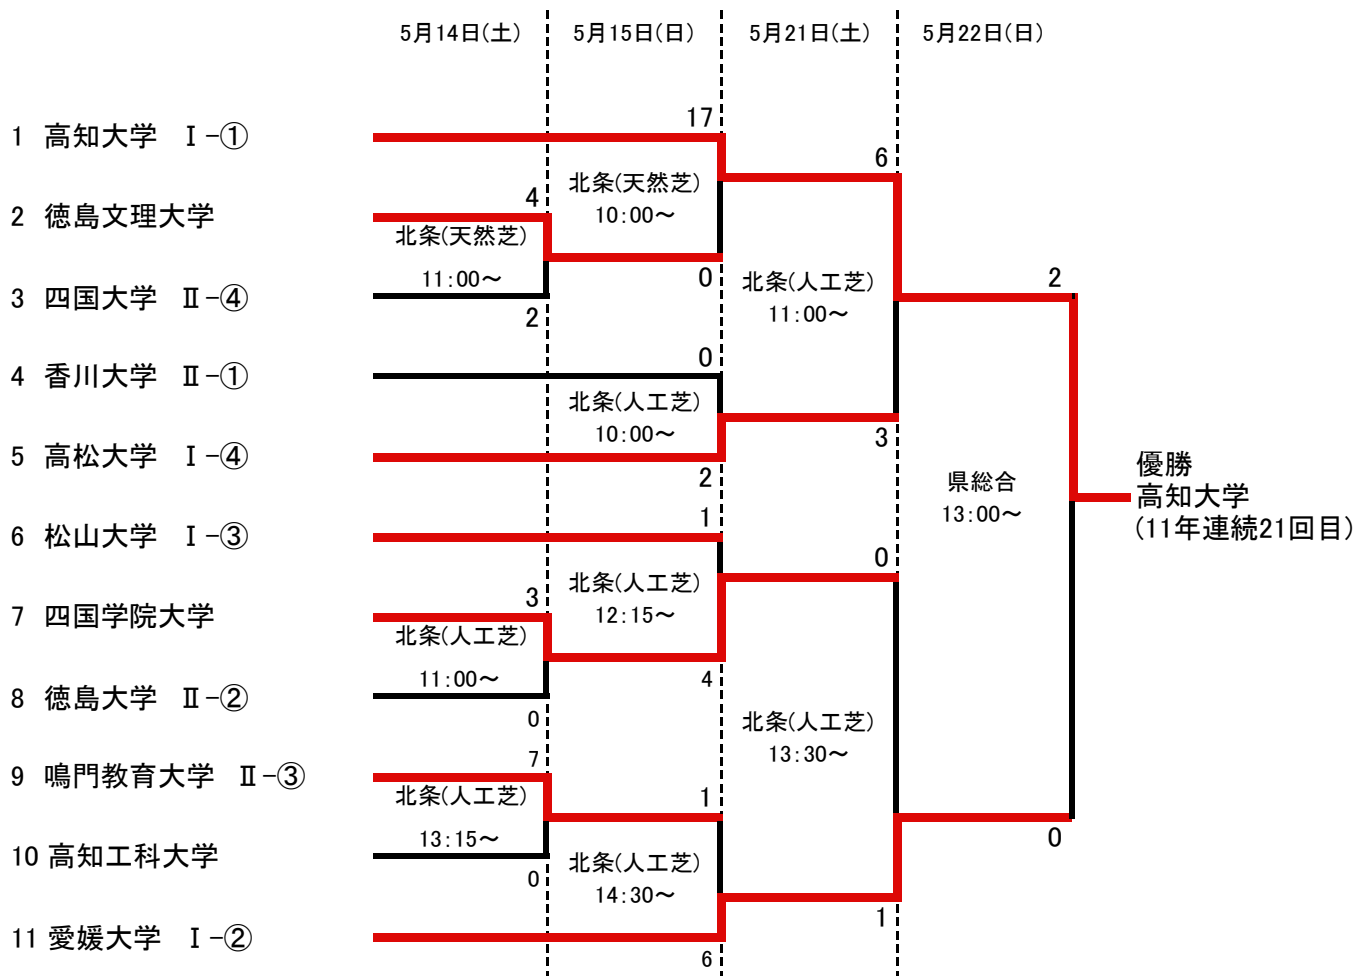 5月14日(土) 5月15日(日) 5月21日(土) 5月22日(日)
17
1 高知大学 Ⅰ-①
6
北条(天然芝)
10:00～
4
2 徳島文理大学
北条(天然芝)
11:00～
0
2
北条(人工芝)
11:00～
3 四国大学 Ⅱ-④
2
0
4 香川大学 Ⅱ-①
北条(人工芝)
10:00～
3
5 高松大学 Ⅰ-④
2
優勝
高知大学
(11年連続21回目)
県総合
13:00～
1
6 松山大学 Ⅰ-③
0
北条(人工芝)
12:15～
3
7 四国学院大学
北条(人工芝)
11:00～
4
8 徳島大学 Ⅱ-②
0
北条(人工芝)
13:30～
7
9 鳴門教育大学 Ⅱ-③
北条(人工芝)
13:15～
1
0
10 高知工科大学
0
北条(人工芝)
14:30～
1
11 愛媛大学 Ⅰ-②
6